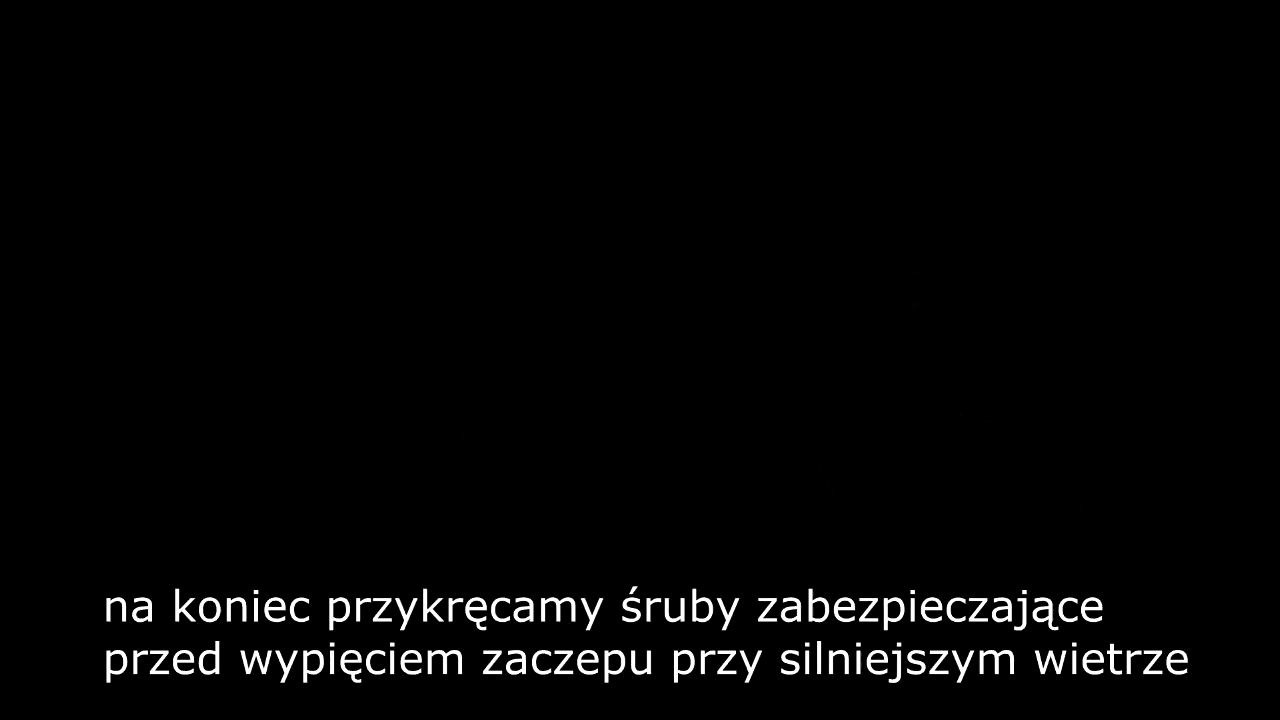 na koniec przykręcamy śruby zabezpieczające
przed wypięciem zaczepu przy silniejszym wietrze